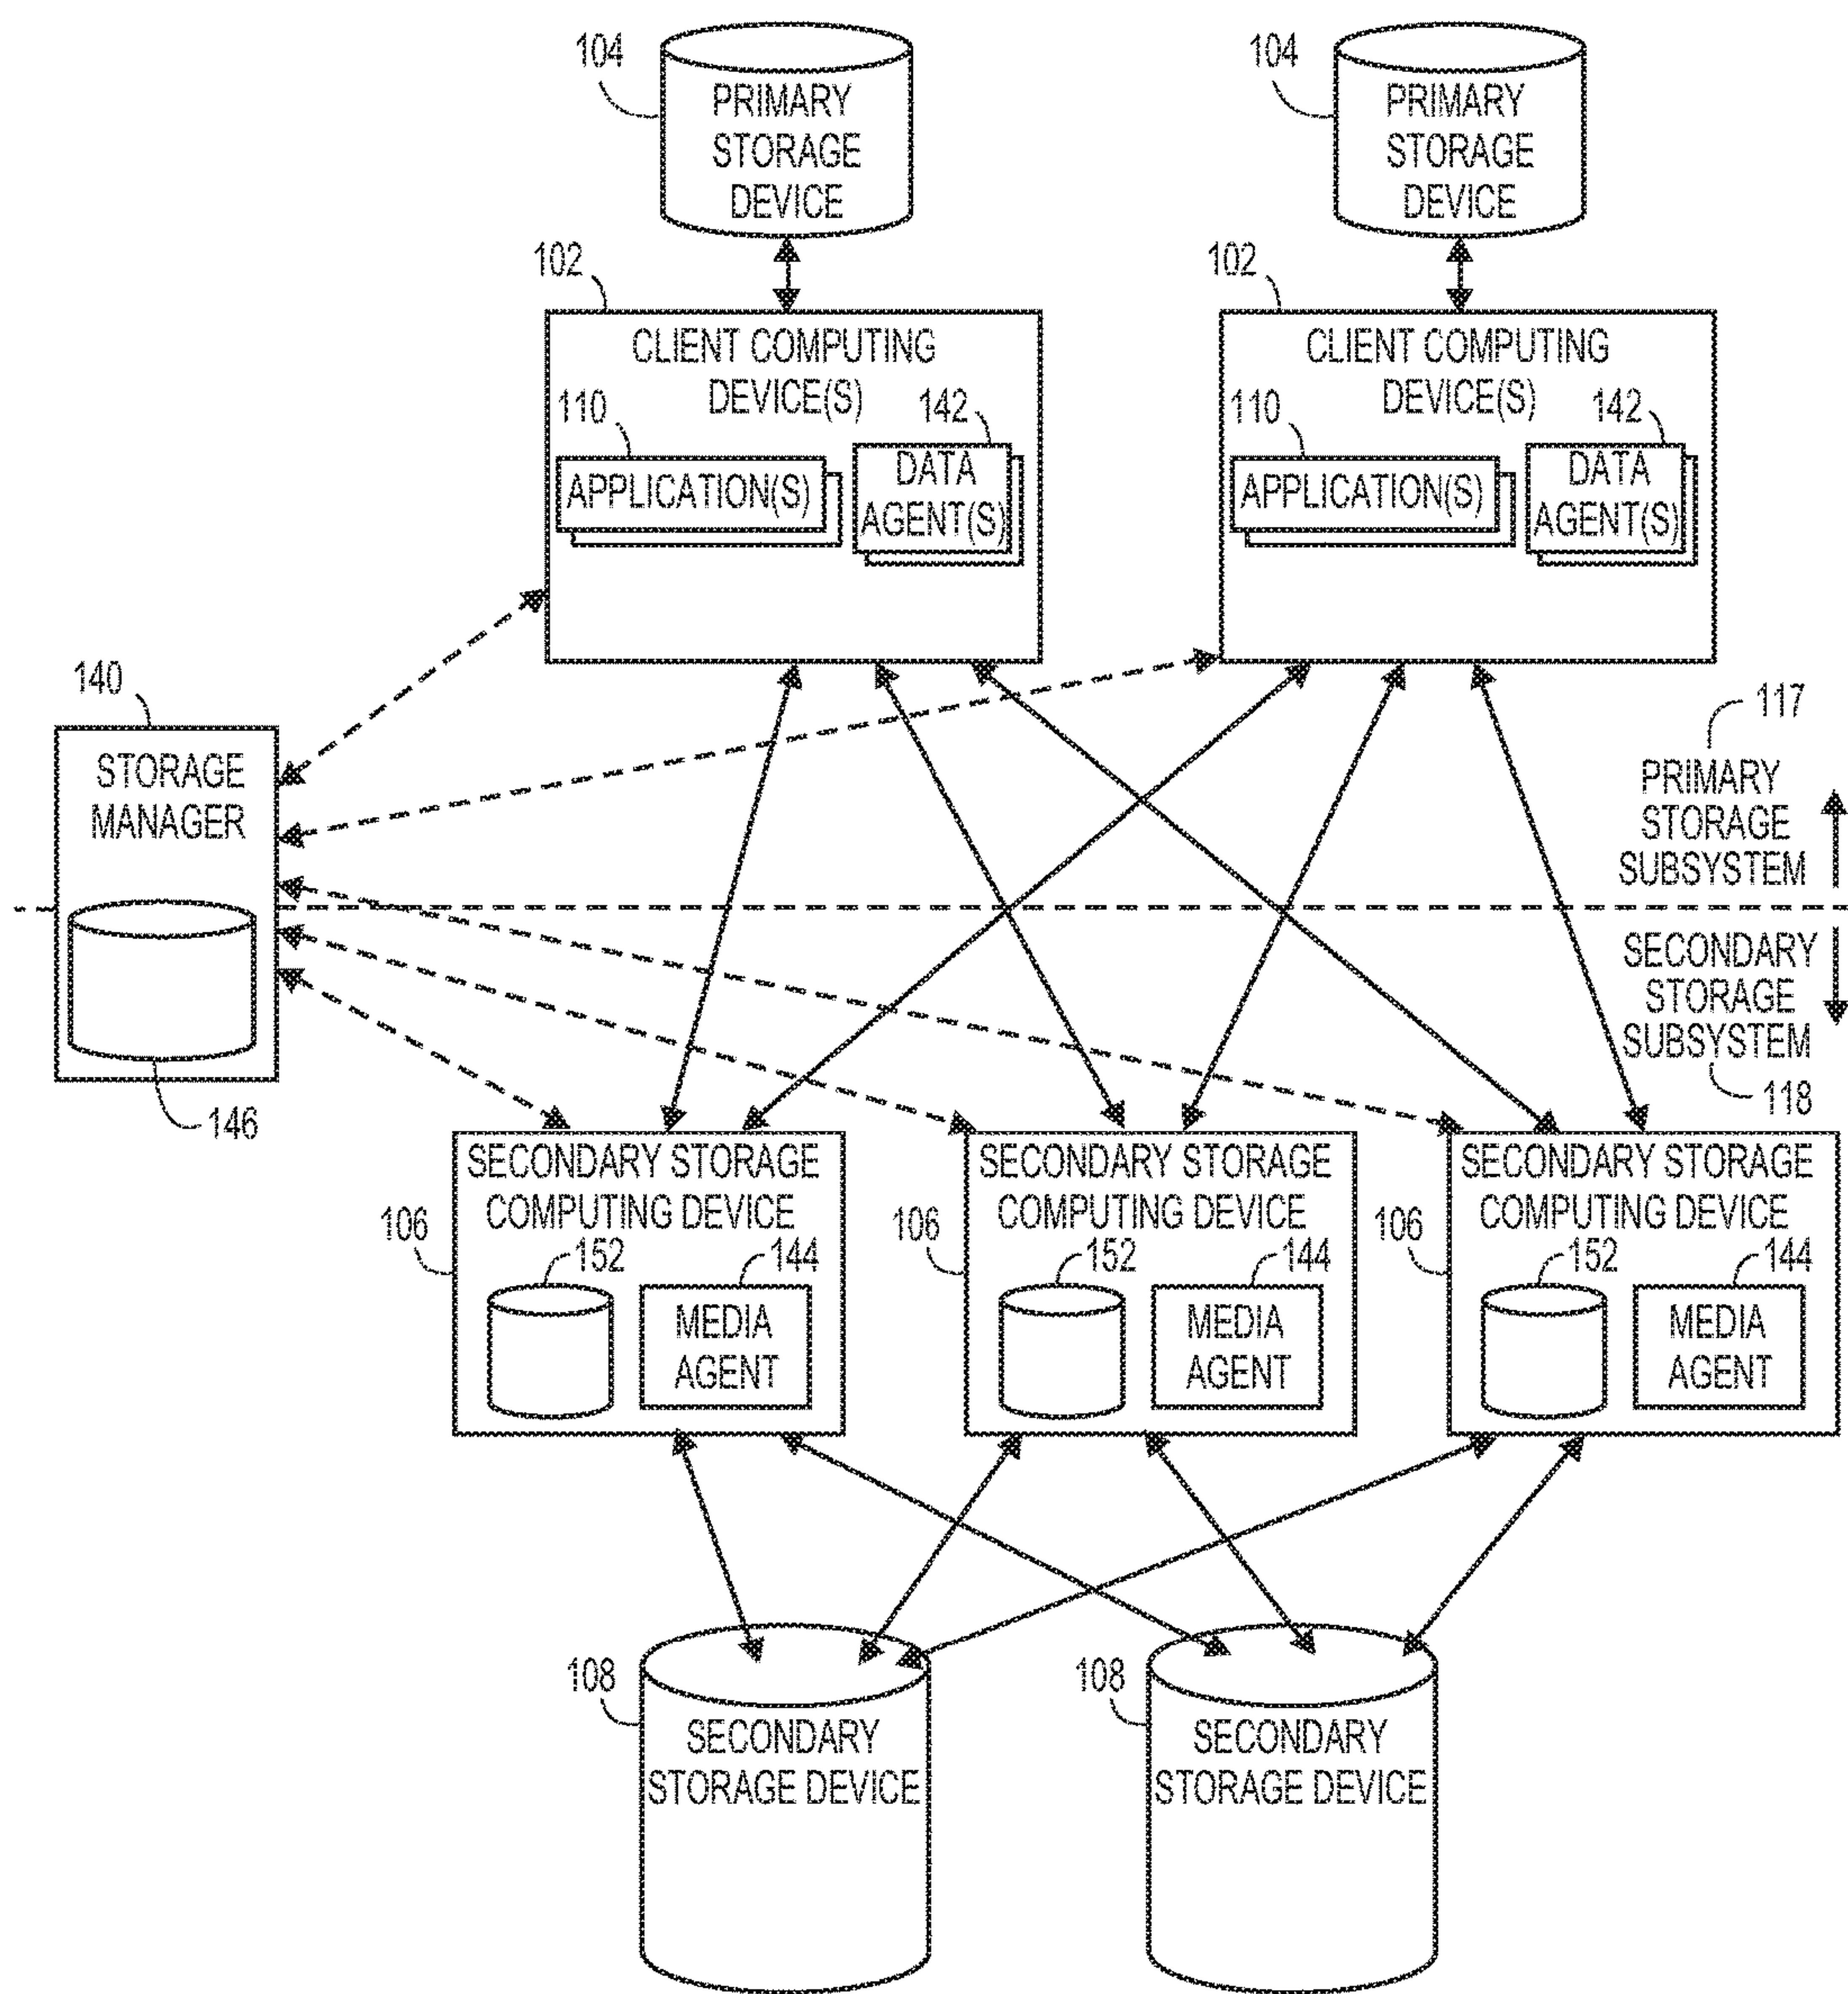 104
PRIMARY
STORAGE
DEVICE
104
PRIMARY
STORAGE
DEVICE
102
CLIENT COMPUTING
DEVICE(S)
110
142
APPLICATION(S)
DATA
AGENT(S)
102
CLIENT COMPUTING
DEVICE(S)
110
142
APPLICATION(S)
DATA
AGENT(S)
140
STORAGE
MANAGER
146
117
PRIMARY
STORAGE
SUBSYSTEM
SECONDARY
STORAGE
SUBSYSTEM
118
SECONDARY STORAGE
COMPUTING DEVICE
106
152
144
MEDIA
AGENT
SECONDARY STORAGE
COMPUTING DEVICE
106
152
144
MEDIA
AGENT
SECONDARY STORAGE
COMPUTING DEVICE
106
152
144
MEDIA
AGENT
108
SECONDARY
STORAGE DEVICE
108
SECONDARY
STORAGE DEVICE